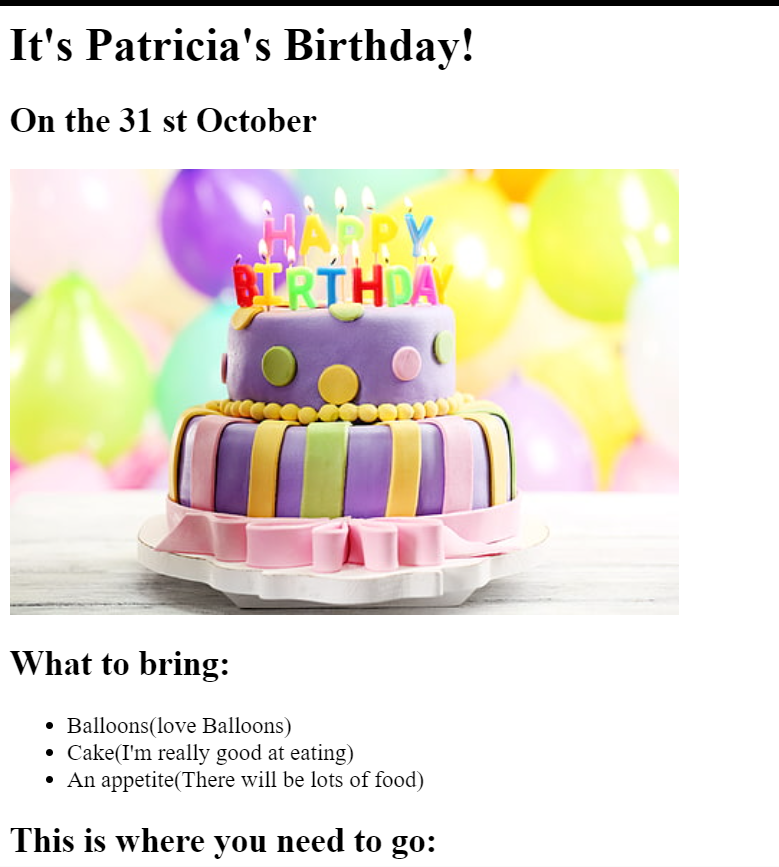 It's Patricia's Birthday!
On the 31 st October
HAPPY
BIRTHDAY
What to bring:
Balloons(love Balloons)
Cake(I'm really good at eating)
An appetite(There will be lots of food)
This is where you need to go: